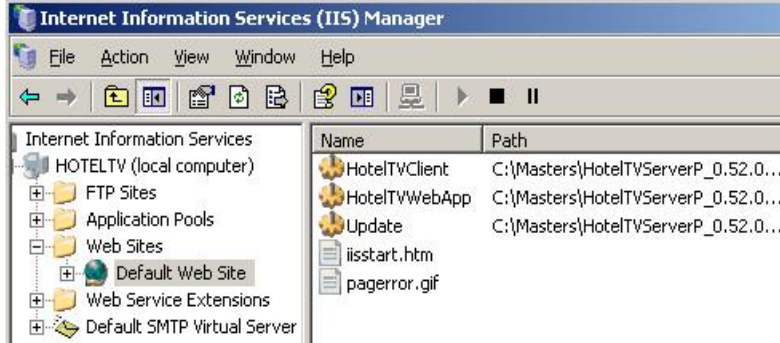 Internet Information Services (IIS) Manager
File Action View Window Help
Internet Information Services
HOTELTV (local computer)
FTP Sites
Application Pools
Web Sites
Default Web Site
Web Service Extensions
Default SMTP Virtual Server
Name Path
HotelTVClient C:\Masters\HotelTVServerP_0.52.0...
HotelTVWebApp C:\Masters\HotelTVServerP_0.52.0...
Update C:\Masters\HotelTVServerP_0.52.0...
iisstart.htm
pagerror.gif